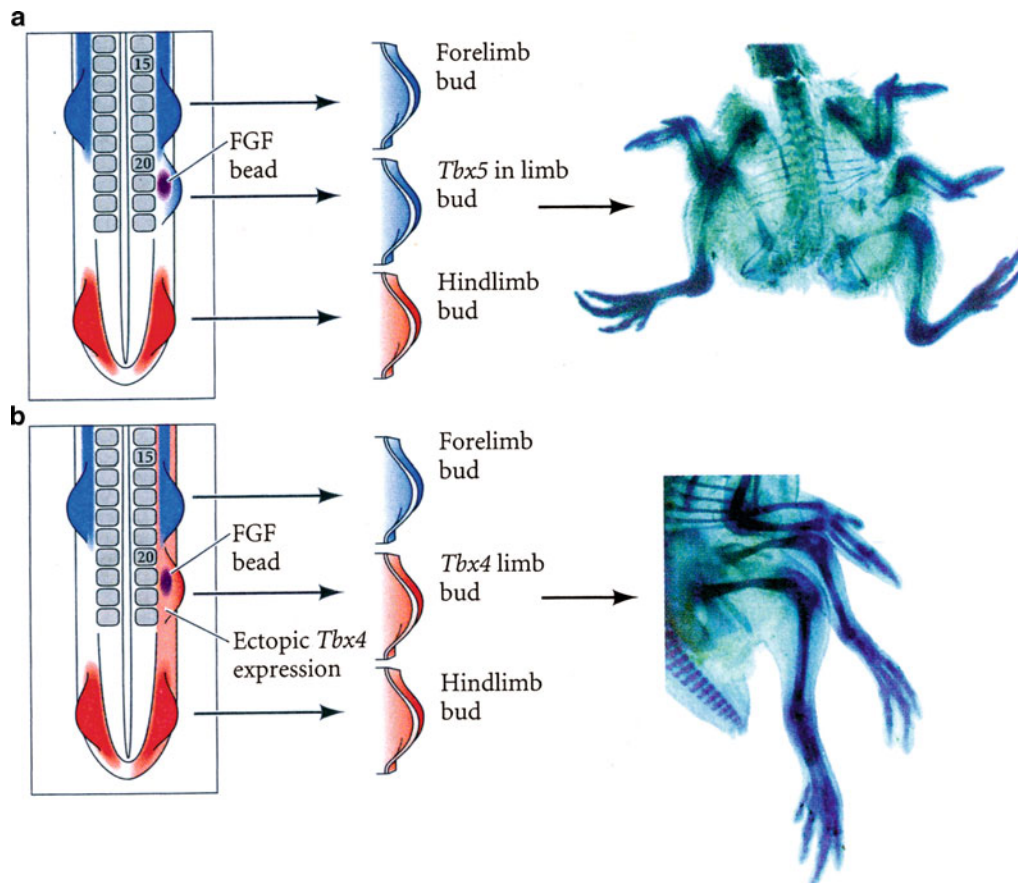 a
15
Forelimb
bud
FGF
bead
20
Tbx5 in limb
bud
Hindlimb
bud
b
15
Forelimb
bud
FGF
bead
20
Tbx4 limb
bud
Ectopic Tbx4
expression
Hindlimb
bud